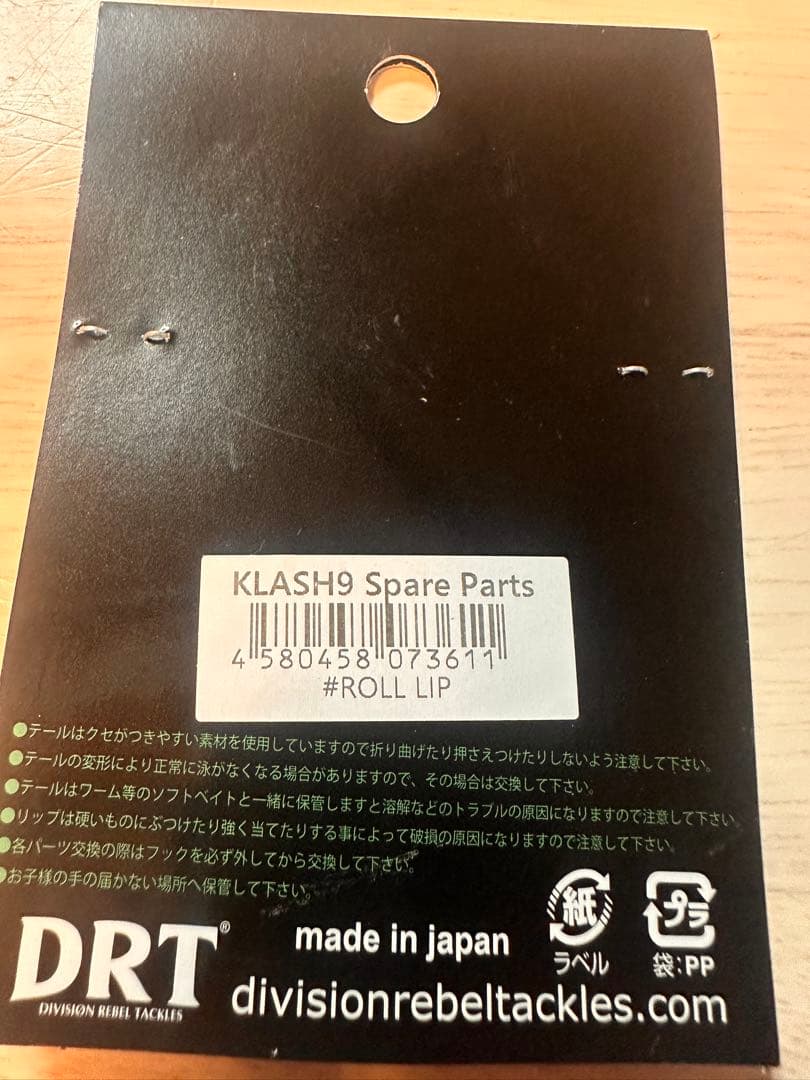 KLASH9 Spare Parts
4 580458 073611
#ROLL LIP
●テールはクセがつきやすい素材を使用していますので折り曲げたり押さえつけたりしないよう注意して下さい。
●テールの変形により正常に泳がなくなる場合がありますので、その場合は交換して下さい。
●テールはワーム等のソフトベイトと一緒に保管しますと溶解などのトラブルの原因になりますので注意して下さい。
●リップは硬いものにぶつけたり強く当てたりする事によって破損の原因になりますので注意して下さい。
●各パーツ交換の際はフックを必ず外してから交換して下さい。
●お子様の手の届かない場所へ保管して下さい。
DRT®
DIVISIØN REBEL TACKLES
made in japan
divisionrebeltackles.com
紙
ラベル
プラ
袋:PP